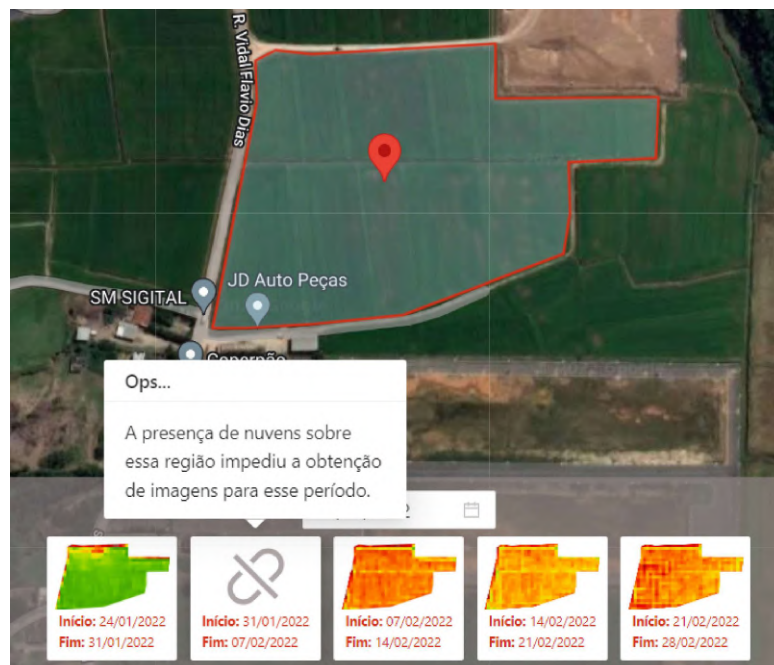 R. Vidal Flavio Dias
JD Auto Peças
SM SIGITAL
Ops...
A presença de nuvens sobre
essa região impediu a obtenção
de imagens para esse período.
Início: 24/01/2022
Fim: 31/01/2022
Início: 31/01/2022
Fim: 07/02/2022
Início: 07/02/2022
Fim: 14/02/2022
Início: 14/02/2022
Fim: 21/02/2022
Início: 21/02/2022
Fim: 28/02/2022